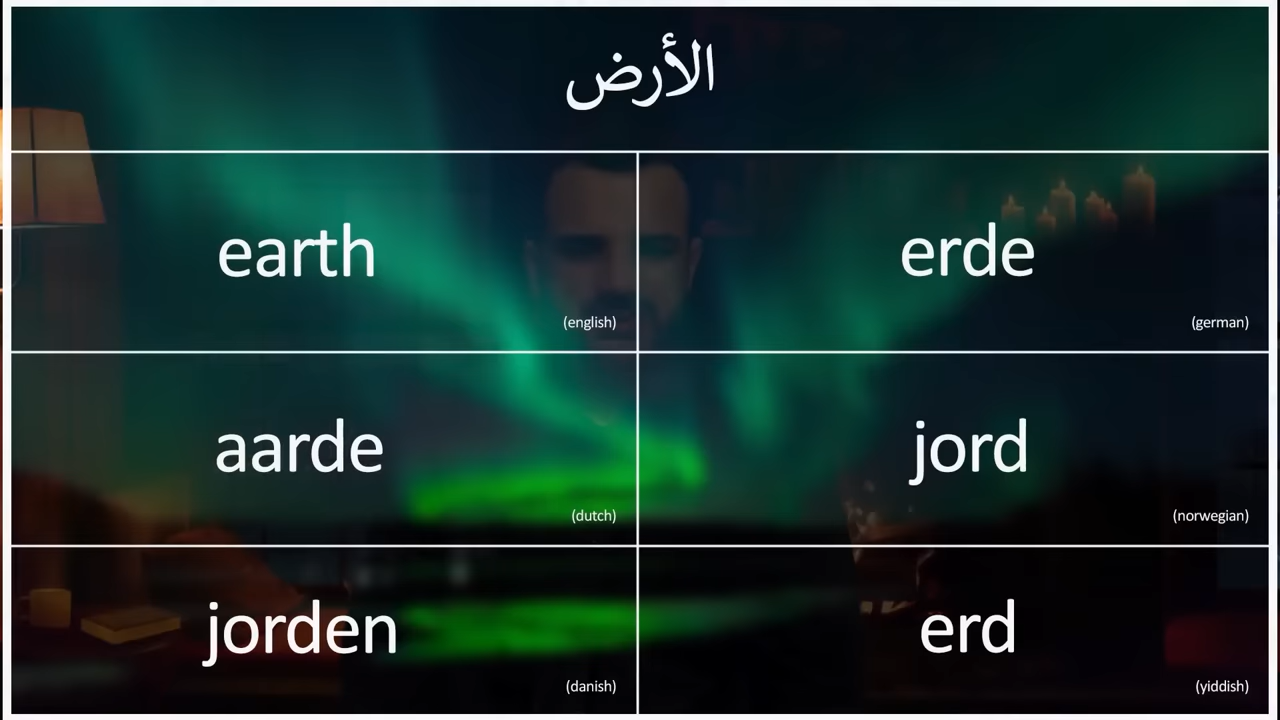 الأرض
earth
(english)
erde
(german)
aarde
(dutch)
jord
(norwegian)
jorden
(danish)
erd
(yiddish)